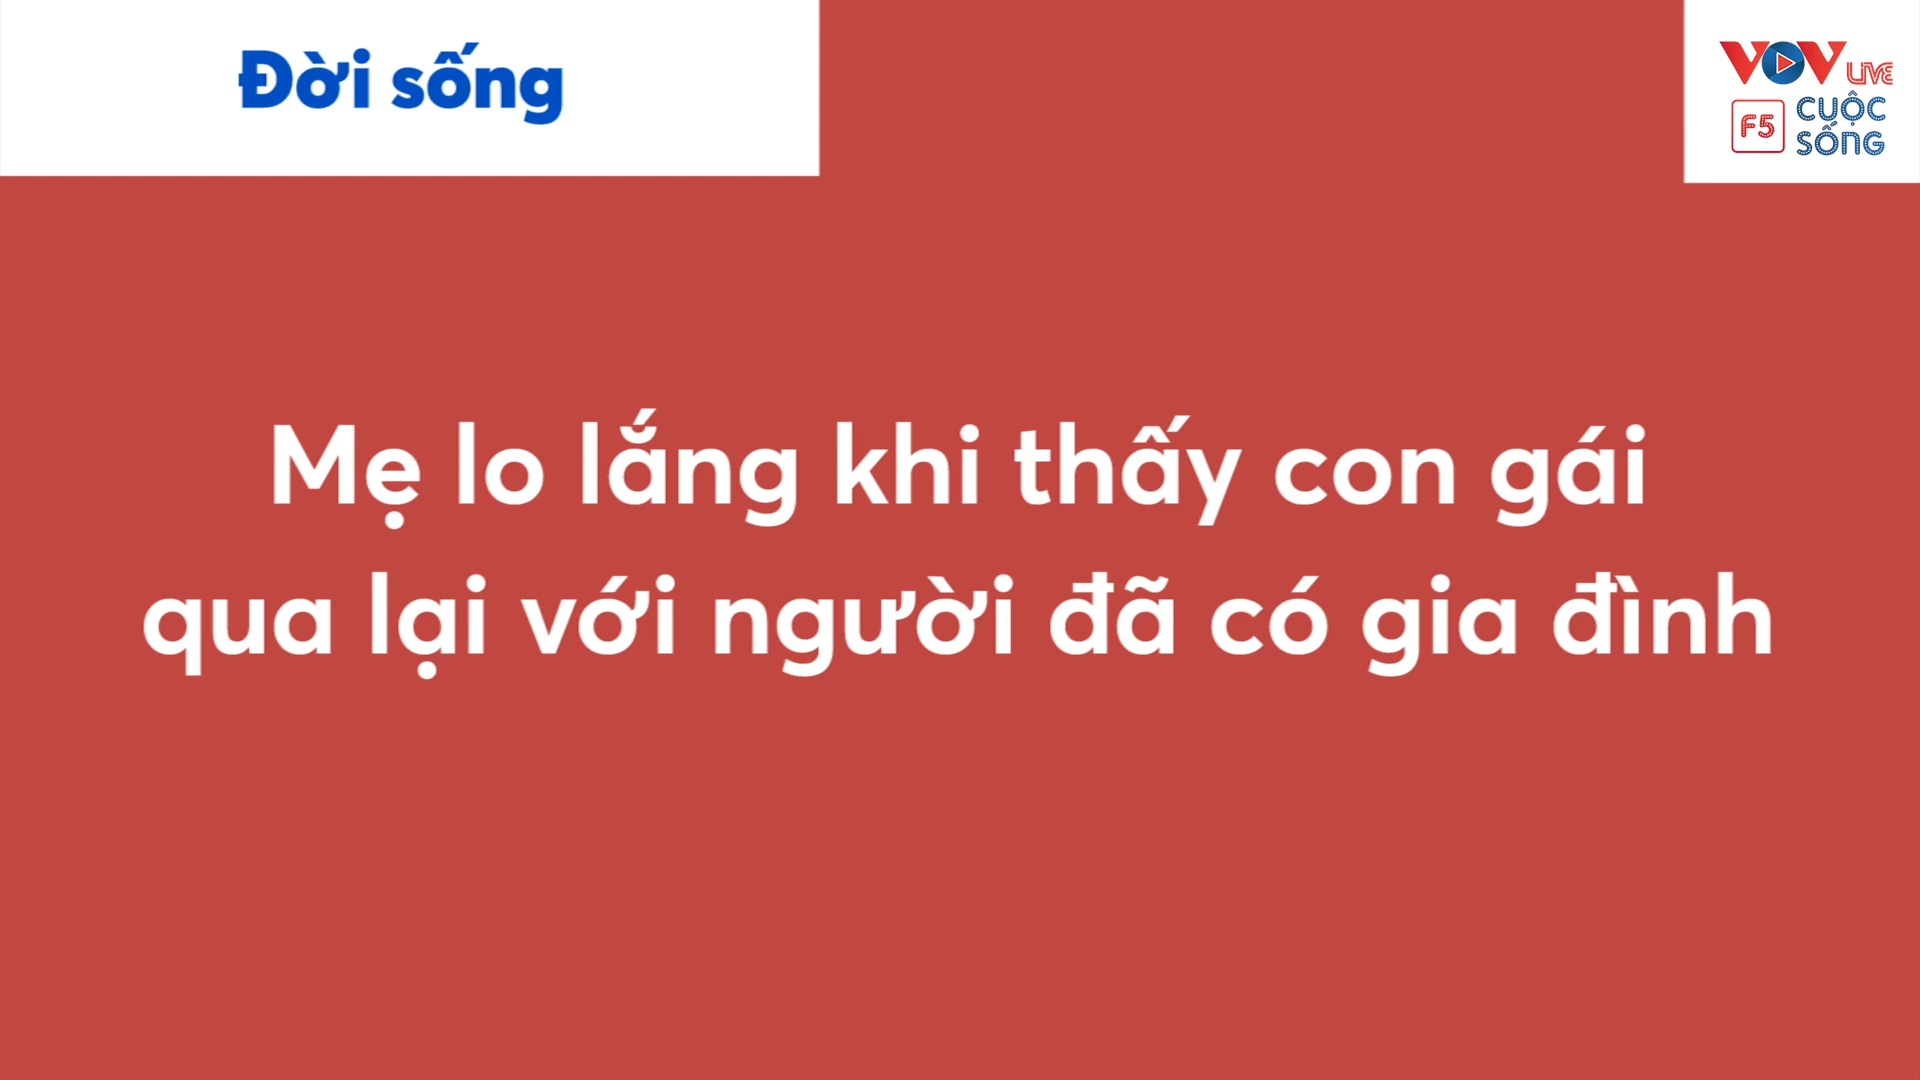 Đời sống
VOV LIVE
F5 CUỘC
SỐNG
Mẹ lo lắng khi thấy con gái
qua lại với người đã có gia đình